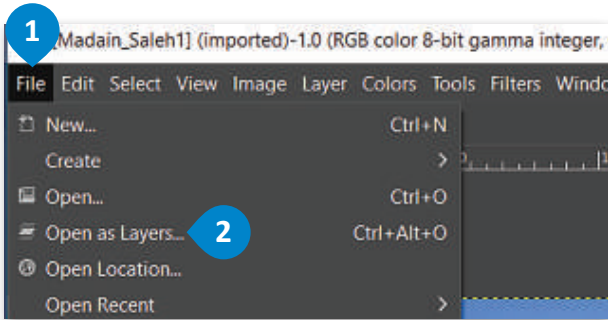 1
[Madain_Saleh1] (imported)-1.0 (RGB color 8-bit gamma integer,
File Edit Select View Image Layer Colors Tools Filters
New... Ctrl+N
Create >
Open... Ctrl+O
Open as Layers... 2 Ctrl+Alt+O
Open Location...
Open Recent >